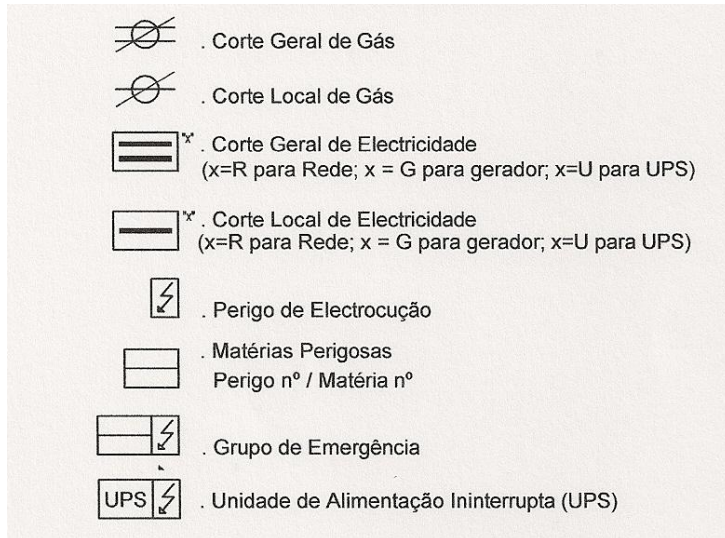 . Corte Geral de Gás
. Corte Local de Gás
"x" . Corte Geral de Electricidade
(x=R para Rede; x = G para gerador; x=U para UPS)
"x" . Corte Local de Electricidade
(x=R para Rede; x = G para gerador; x=U para UPS)
. Perigo de Electrocução
. Matérias Perigosas
Perigo nº / Matéria nº
. Grupo de Emergência
UPS . Unidade de Alimentação Ininterrupta (UPS)